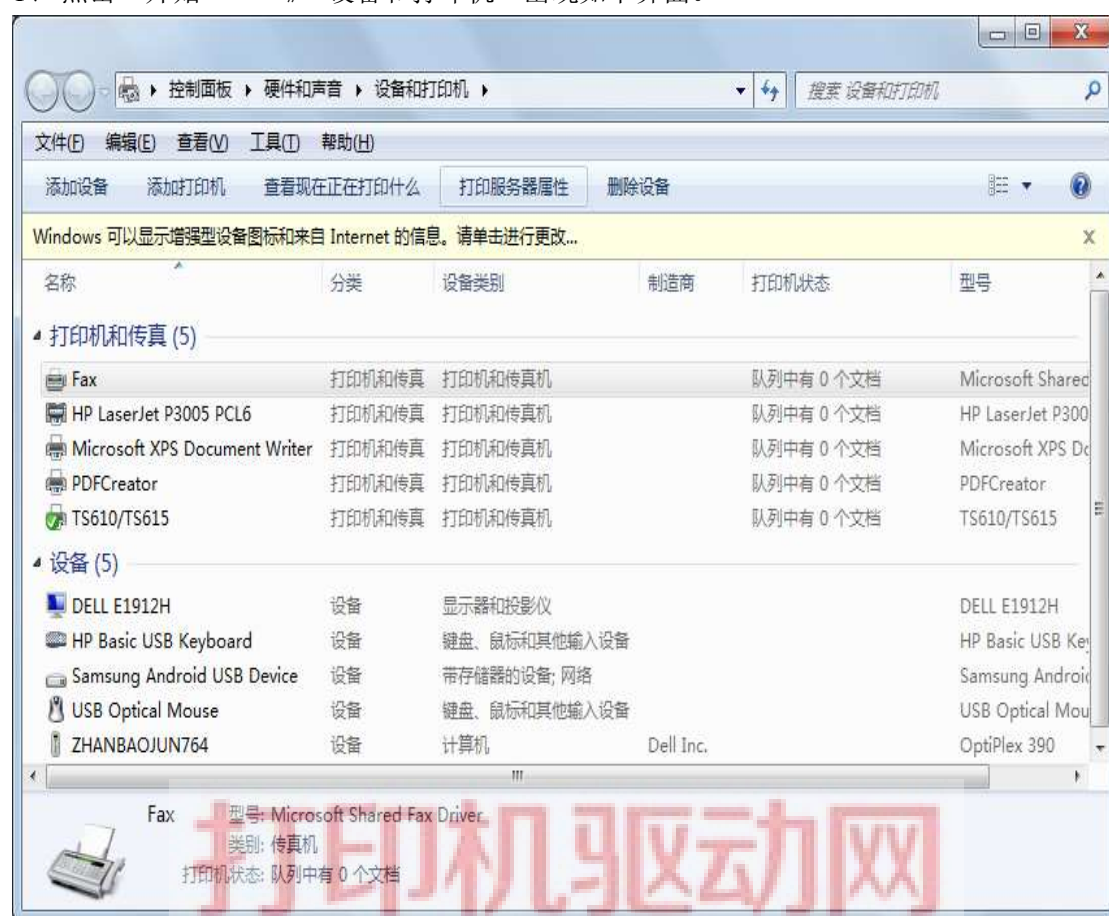 控制面板 ▸ 硬件和声音 ▸ 设备和打印机 ▸ 搜索 设备和打印机
文件(F) 编辑(E) 查看(V) 工具(T) 帮助(H)
添加设备 添加打印机 查看现在正在打印什么 打印服务器属性 删除设备
Windows 可以显示增强型设备图标和来自 Internet 的信息。请单击进行更改... X
名称 分类 设备类别 制造商 打印机状态 型号
打印机和传真 (5)
Fax 打印机和传真 打印机和传真机 队列中有 0 个文档 Microsoft Shared
HP LaserJet P3005 PCL6 打印机和传真 打印机和传真机 队列中有 0 个文档 HP LaserJet P300
Microsoft XPS Document Writer 打印机和传真 打印机和传真机 队列中有 0 个文档 Microsoft XPS Do
PDFCreator 打印机和传真 打印机和传真机 队列中有 0 个文档 PDFCreator
TS610/TS615 打印机和传真 打印机和传真机 队列中有 0 个文档 TS610/TS615
设备 (5)
DELL E1912H 设备 显示器和投影仪 DELL E1912H
HP Basic USB Keyboard 设备 键盘、鼠标和其他输入设备 HP Basic USB Key
Samsung Android USB Device 设备 带存储器的设备; 网络 Samsung Androi
USB Optical Mouse 设备 键盘、鼠标和其他输入设备 USB Optical Mou
ZHANBAOJUN764 设备 计算机 Dell Inc. OptiPlex 390
Fax 型号: Microsoft Shared Fax Driver
类别: 传真机
打印机状态: 队列中有 0 个文档
打印机驱动网